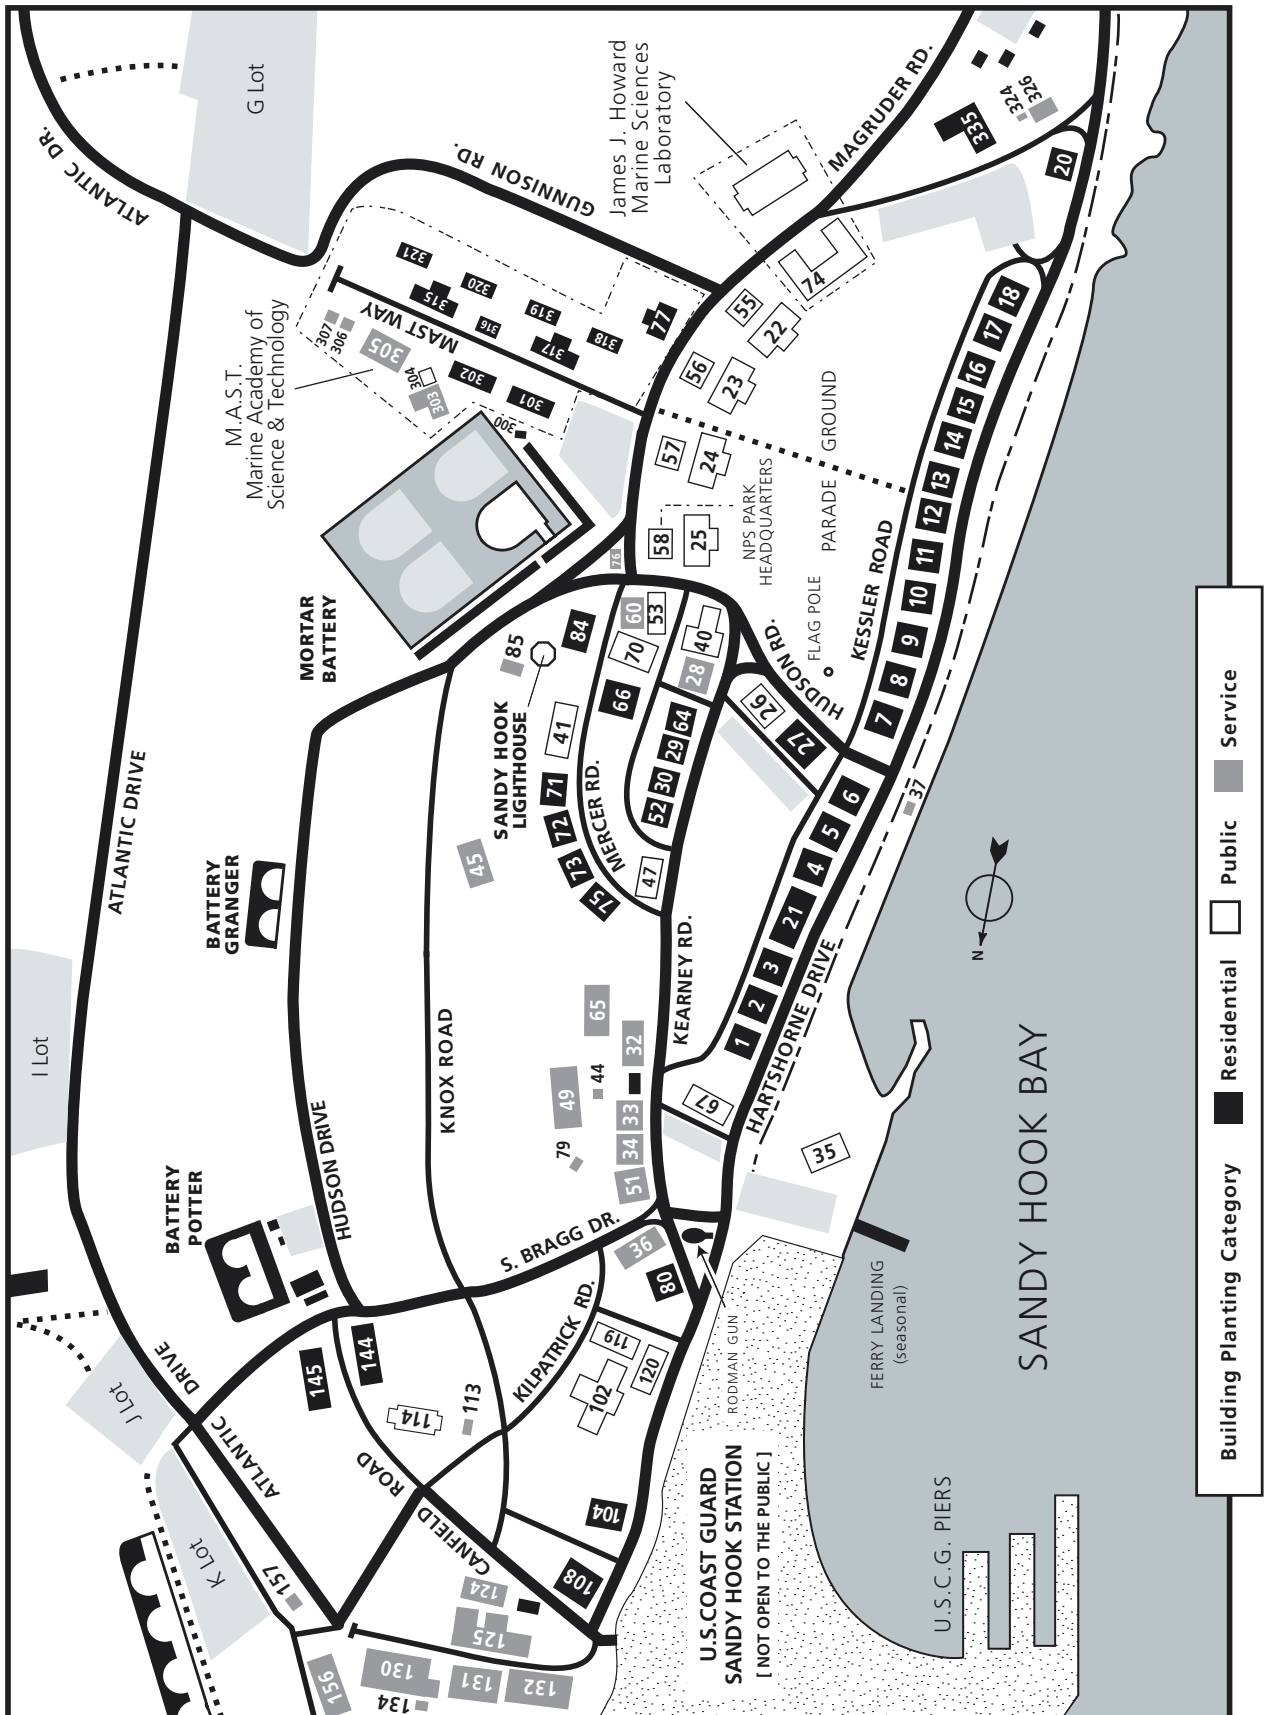 G Lot
ATLANTIC DR.
GUNNISON RD.
James J. Howard
Marine Sciences
Laboratory
MAGRUDER RD.
324
326
335
20
M.A.S.T.
Marine Academy of
Science & Technology
MAST WAY
321
320
319
318
315
316
317
77
307
306
305
304
303
302
301
300
74
55
22
56
23
57
24
58
25
76
NPS PARK
HEADQUARTERS
PARADE GROUND
FLAG POLE
KESSLER ROAD
18
17
16
15
14
13
12
11
10
9
8
7
MORTAR
BATTERY
85
84
SANDY HOOK
LIGHTHOUSE
60
53
70
40
28
66
41
64
29
30
52
71
72
73
75
47
MERCER RD.
26
27
HUDSON RD.
6
5
4
21
3
2
1
37
ATLANTIC DRIVE
BATTERY
GRANGER
45
KNOX ROAD
KEARNEY RD.
HARTSHORNE DRIVE
N
I Lot
65
32
44
49
33
79
34
51
67
35
HUDSON DRIVE
BATTERY
POTTER
S. BRAGG DR.
36
80
RODMAN GUN
FERRY LANDING
(seasonal)
SANDY HOOK BAY
J Lot
ATLANTIC DRIVE
145
144
114
113
KILPATRICK RD.
119
120
102
CANFIELD ROAD
104
108
K Lot
157
124
125
130
131
132
134
156
U.S.COAST GUARD
SANDY HOOK STATION
[ NOT OPEN TO THE PUBLIC ]
U.S.C.G. PIERS
Building Planting Category Residential Public Service